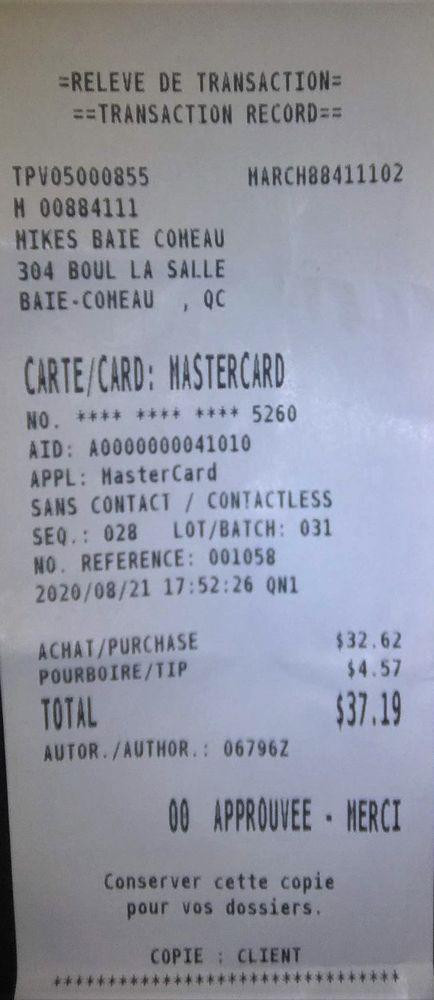 =RELEVE DE TRANSACTION=
==TRANSACTION RECORD==
TPV05000855 MARCH88411102
M 00884111
MIKES BAIE COMEAU
304 BOUL LA SALLE
BAIE-COMEAU , QC
CARTE/CARD: MASTERCARD
NO. **** **** **** 5260
AID: A0000000041010
APPL: MasterCard
SANS CONTACT / CONTACTLESS
SEQ.: 028 LOT/BATCH: 031
NO. REFERENCE: 001058
2020/08/21 17:52:26 QN1
ACHAT/PURCHASE $32.62
POURBOIRE/TIP $4.57
TOTAL $37.19
AUTOR./AUTHOR.: 06796Z
00 APPROUVEE - MERCI
Conserver cette copie
pour vos dossiers.
COPIE : CLIENT
********************************